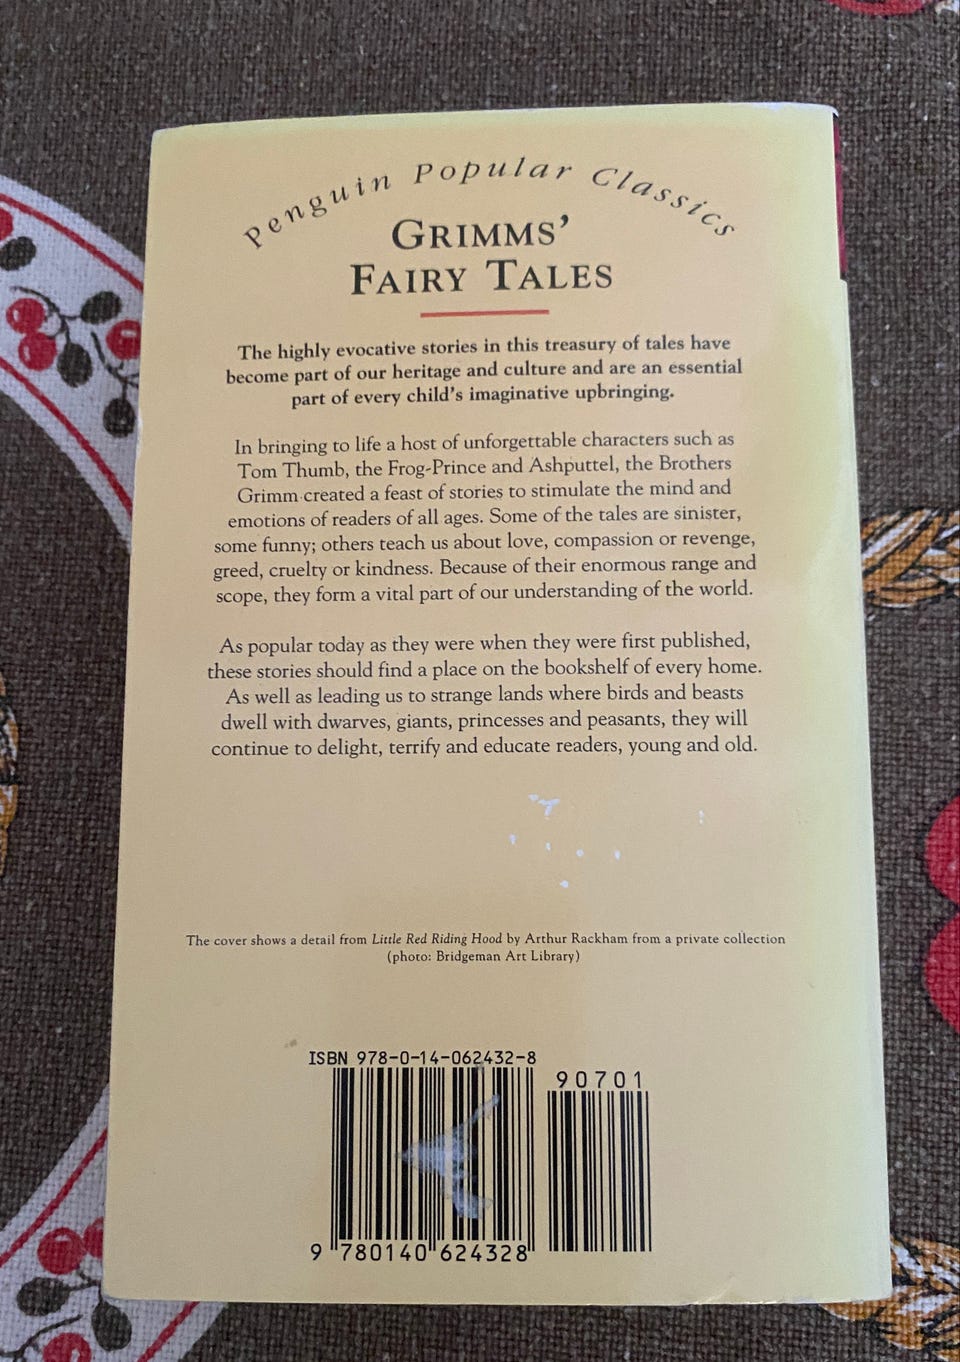 Penguin Popular Classics
GRIMMS’
FAIRY TALES
The highly evocative stories in this treasury of tales have
become part of our heritage and culture and are an essential
part of every child’s imaginative upbringing.
In bringing to life a host of unforgettable characters such as
Tom Thumb, the Frog-Prince and Ashputtel, the Brothers
Grimm created a feast of stories to stimulate the mind and
emotions of readers of all ages. Some of the tales are sinister,
some funny; others teach us about love, compassion or revenge,
greed, cruelty or kindness. Because of their enormous range and
scope, they form a vital part of our understanding of the world.
As popular today as they were when they were first published,
these stories should find a place on the bookshelf of every home.
As well as leading us to strange lands where birds and beasts
dwell with dwarves, giants, princesses and peasants, they will
continue to delight, terrify and educate readers, young and old.
The cover shows a detail from Little Red Riding Hood by Arthur Rackham from a private collection
(photo: Bridgeman Art Library)
ISBN 978-0-14-062432-8
90701
9 780140 624328